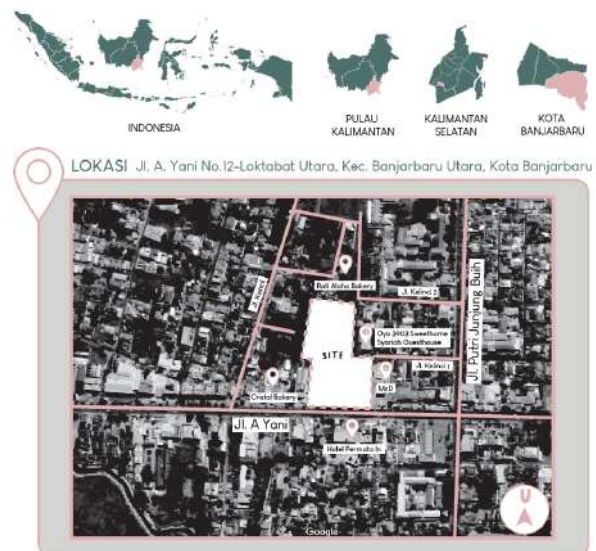 INDONESIA
PULAU
KALIMANTAN
KALIMANTAN
SELATAN
KOTA
BANJARBARU
LOKASI Jl. A. Yani No.12-Loktabat Utara, Kec. Banjarbaru Utara, Kota Banjarbaru
Roti Aloha Bakery
Jl. Kelinci 2
Jl. Putri Junjung Buih
Oyo 3903 Sweethome
Syariah Guesthouse
SITE
Jl. Kelinci 1
McD
Cristal Bakery
Jl. A Yani
Hotel Permata In
U
Google